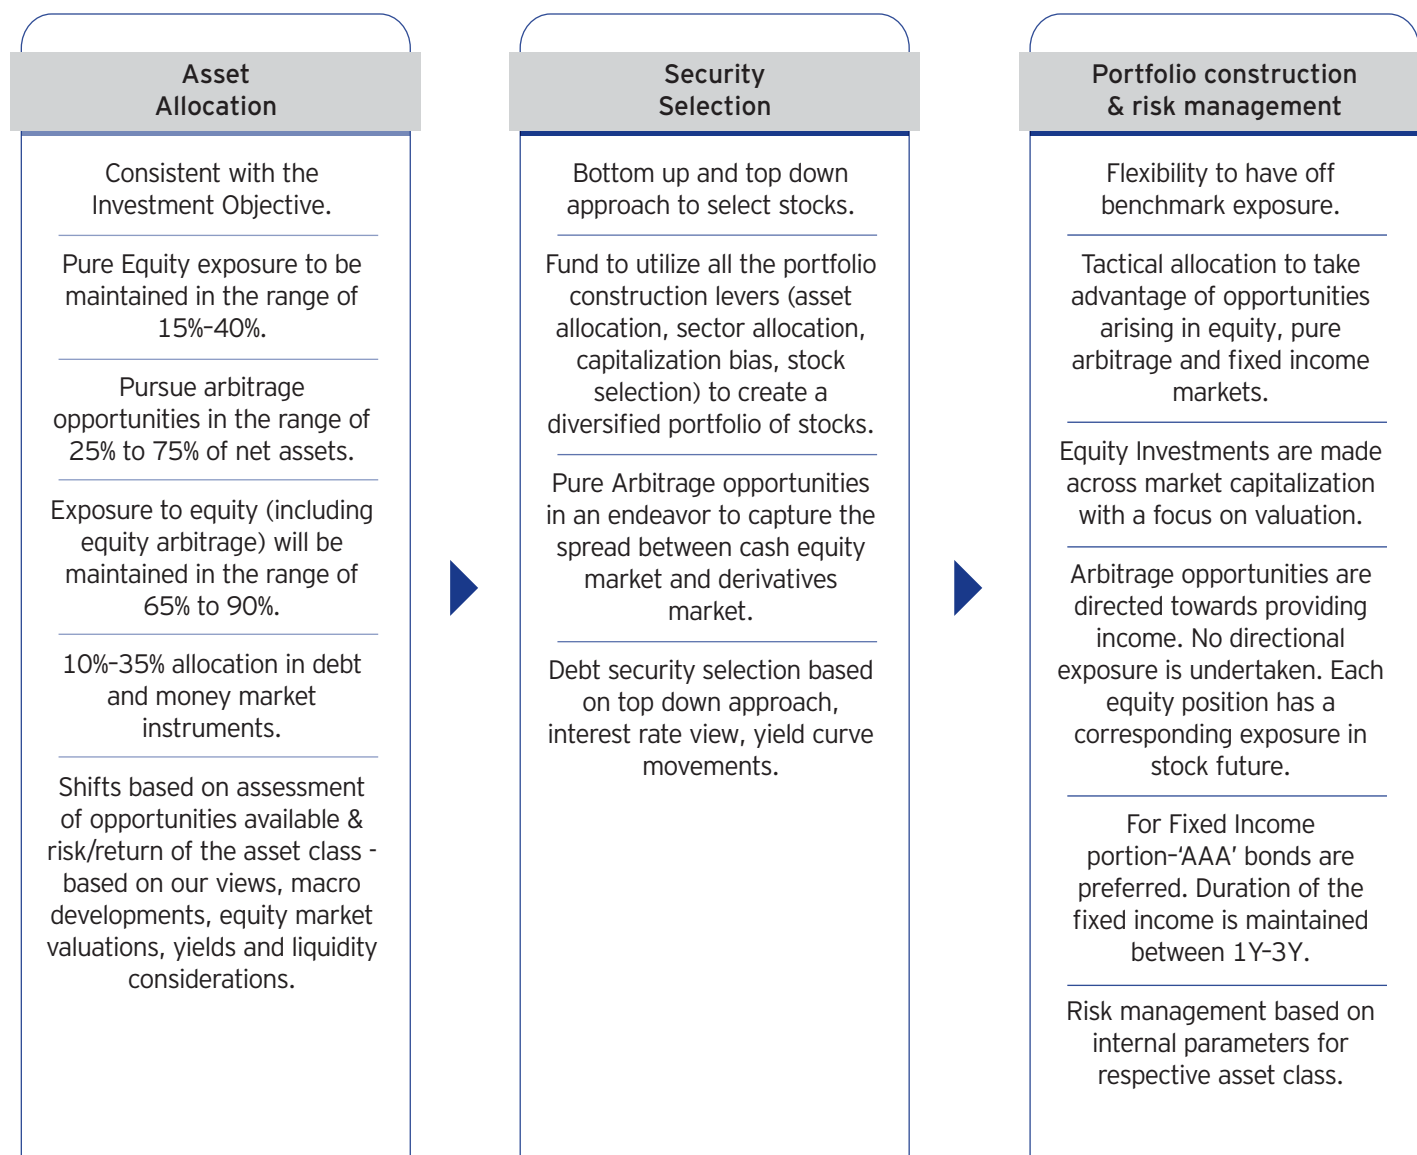 Asset
Allocation
Consistent with the
Investment Objective.
Pure Equity exposure to be
maintained in the range of
15%–40%.
Pursue arbitrage
opportunities in the range of
25% to 75% of net assets.
Exposure to equity (including
equity arbitrage) will be
maintained in the range of
65% to 90%.
10%–35% allocation in debt
and money market
instruments.
Shifts based on assessment
of opportunities available &
risk/return of the asset class -
based on our views, macro
developments, equity market
valuations, yields and liquidity
considerations.
Security
Selection
Bottom up and top down
approach to select stocks.
Fund to utilize all the portfolio
construction levers (asset
allocation, sector allocation,
capitalization bias, stock
selection) to create a
diversified portfolio of stocks.
Pure Arbitrage opportunities
in an endeavor to capture the
spread between cash equity
market and derivatives
market.
Debt security selection based
on top down approach,
interest rate view, yield curve
movements.
Portfolio construction
& risk management
Flexibility to have off
benchmark exposure.
Tactical allocation to take
advantage of opportunities
arising in equity, pure
arbitrage and fixed income
markets.
Equity Investments are made
across market capitalization
with a focus on valuation.
Arbitrage opportunities are
directed towards providing
income. No directional
exposure is undertaken. Each
equity position has a
corresponding exposure in
stock future.
For Fixed Income
portion–‘AAA’ bonds are
preferred. Duration of the
fixed income is maintained
between 1Y–3Y.
Risk management based on
internal parameters for
respective asset class.